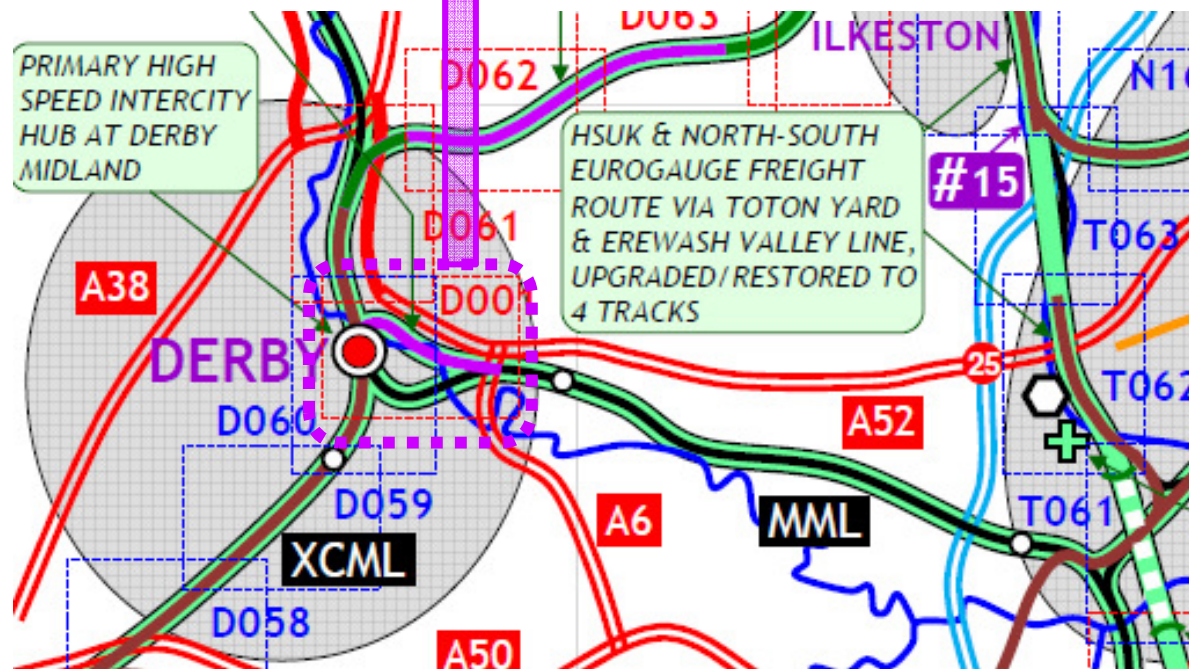 D063
ILKESTON
PRIMARY HIGH
SPEED INTERCITY
HUB AT DERBY
MIDLAND
D062
HSUK & NORTH-SOUTH
EUROGAUGE FREIGHT
ROUTE VIA TOTON YARD
& EREWASH VALLEY LINE,
UPGRADED/RESTORED TO
4 TRACKS
#15
D061
T063
A38
DERBY
25
T062
D060
A52
D059
A6
MML
T061
XCML
D058
A50